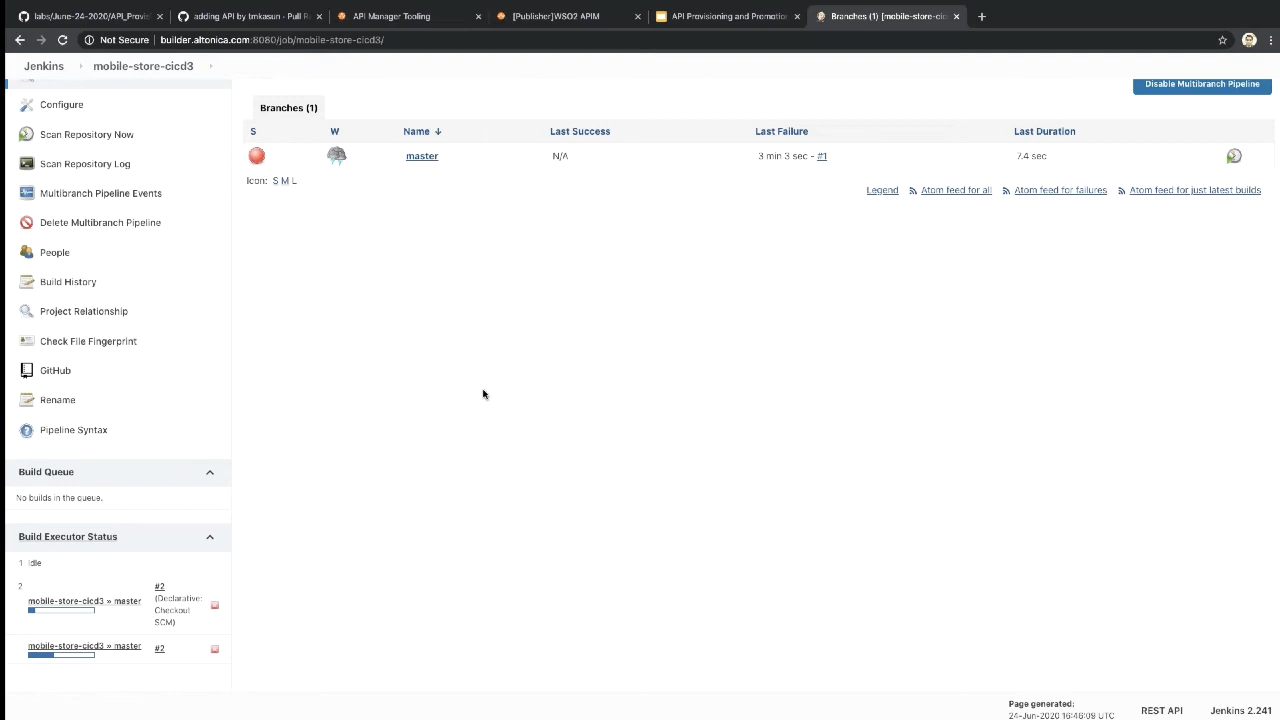 labs/June-24-2020/API_Provis
adding API by tmkasun · Pull R
API Manager Tooling
[Publisher]WSO2 APIM
API Provisioning and Promotion
Branches (1) [mobile-store-cic
Not Secure
builder.altonica.com:8080/job/mobile-store-cicd3/
Jenkins
mobile-store-cicd3
Disable Multibranch Pipeline
Configure
Scan Repository Now
Scan Repository Log
Multibranch Pipeline Events
Delete Multibranch Pipeline
People
Build History
Project Relationship
Check File Fingerprint
GitHub
Rename
Pipeline Syntax
Branches (1)
S W Name ↓ Last Success Last Failure Last Duration
master N/A 3 min 3 sec - #1 7.4 sec
Icon: S M L
Legend Atom feed for all Atom feed for failures Atom feed for just latest builds
Build Queue
No builds in the queue.
Build Executor Status
1 Idle
2
mobile-store-cicd3 » master
#2
(Declarative:
Checkout
SCM)
mobile-store-cicd3 » master
#2
Page generated:
24-Jun-2020 16:46:09 UTC
REST API
Jenkins 2.241